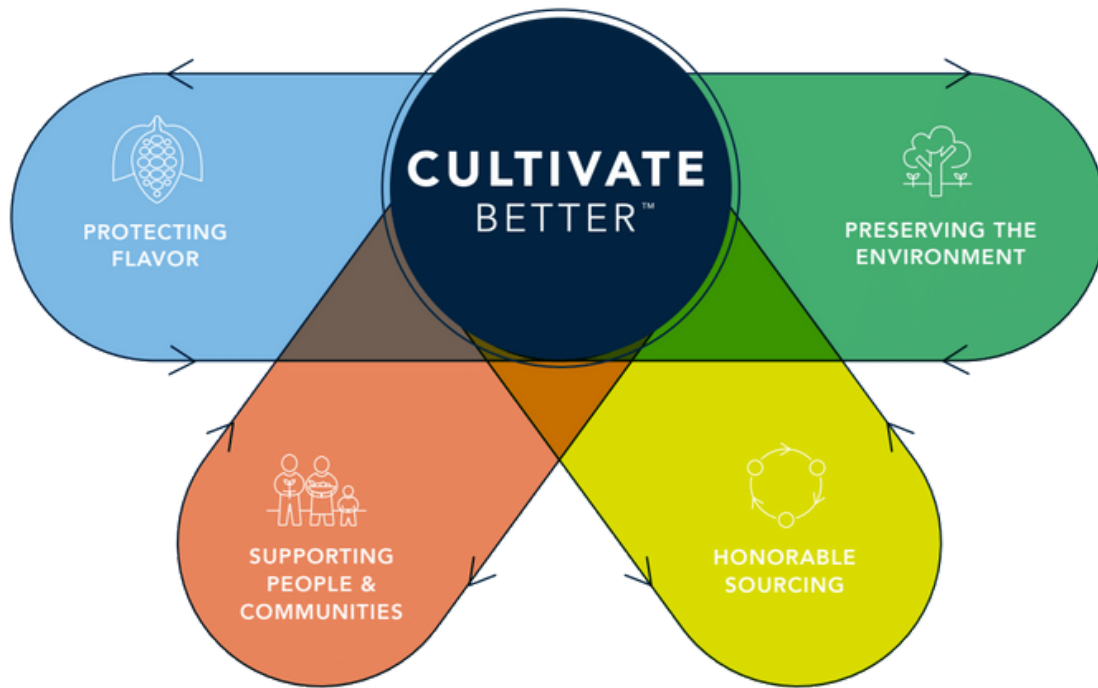 CULTIVATE
BETTER™
PROTECTING
FLAVOR
PRESERVING THE
ENVIRONMENT
SUPPORTING
PEOPLE &
COMMUNITIES
HONORABLE
SOURCING